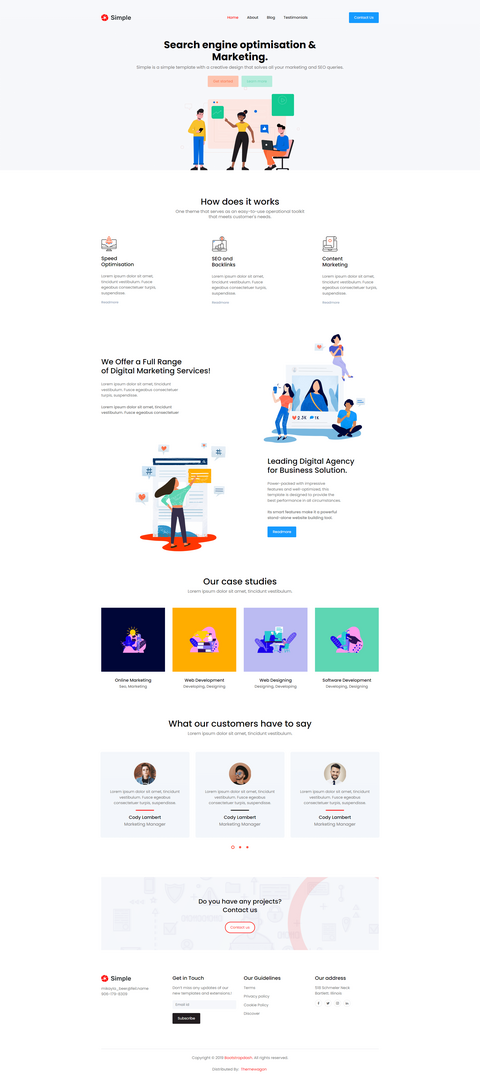 Simple
Home About Blog Testimonials
Contact Us
Search engine optimisation &
Marketing.
Simple is a simple template with a creative design that solves all your marketing and SEO queries.
How does it works
One theme that serves as an easy-to-use operational toolkit
that meets customer's needs.
Speed
Optimisation
Lorem ipsum dolor sit amet,
tincidunt vestibulum. Fusce
egestas consectetuer turpis,
suspendisse.
Readmore
SEO and
Backlinks
Lorem ipsum dolor sit amet,
tincidunt vestibulum. Fusce
egestas consectetuer turpis,
suspendisse.
Readmore
Content
Marketing
Lorem ipsum dolor sit amet,
tincidunt vestibulum. Fusce
egestas consectetuer turpis,
suspendisse.
Readmore
We Offer a Full Range
of Digital Marketing Services!
Lorem ipsum dolor sit amet, tincidunt
vestibulum. Fusce egestas consectetuer
turpis, suspendisse.
Lorem ipsum dolor sit amet, tincidunt
vestibulum. Fusce egestas consectetuer
2.3K 1K
Leading Digital Agency
for Business Solution.
Power-packed with impressive
features and well-optimized, this
template is designed to provide the
best performance in all circumstances.
Its smart features make it a powerful
stand-alone website building tool.
Readmore
Our case studies
Lorem ipsum dolor sit amet, tincidunt vestibulum.
Online Marketing
Seo, Marketing
Web Development
Developing, Designing
Web Designing
Designing, Developing
Software Development
Developing, Designing
What our customers have to say
Lorem ipsum dolor sit amet, tincidunt vestibulum.
Lorem ipsum dolor sit amet, tincidunt
vestibulum. Fusce egestas
consectetuer turpis, suspendisse.
Cody Lambert
Marketing Manager
Lorem ipsum dolor sit amet, tincidunt
vestibulum. Fusce egestas
consectetuer turpis, suspendisse.
Cody Lambert
Marketing Manager
Lorem ipsum dolor sit amet, tincidunt
vestibulum. Fusce egestas
consectetuer turpis, suspendisse.
Cody Lambert
Marketing Manager
Do you have any projects?
Contact us
Contact us
Simple
Get in Touch
Don't miss any updates of our
new templates and extensions.!
Email id
Subscribe
Our Guidelines
Terms
Privacy policy
Cookie Policy
Discover
Our address
Copyright © 2019 Bootstrapdash. All rights reserved.
Distributed By: Themewagon